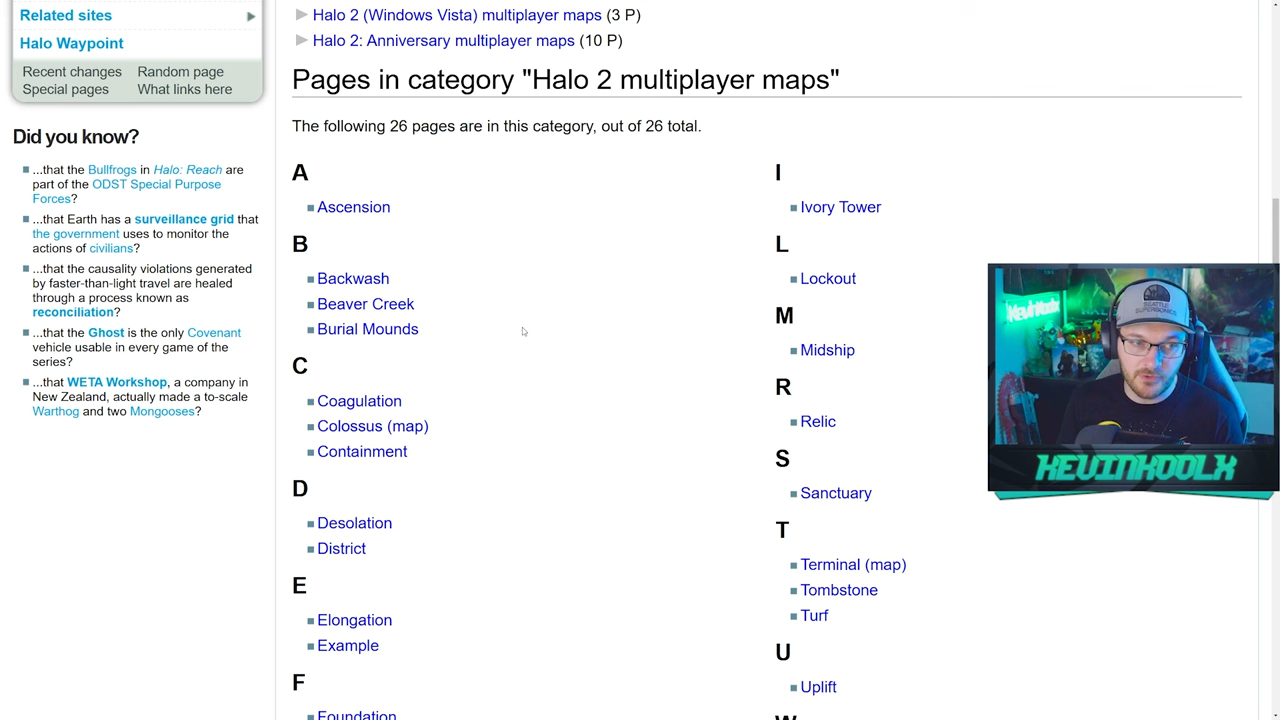 Related sites
Halo Waypoint
Recent changes Random page
Special pages What links here
Did you know?
...that the Bullfrogs in Halo: Reach are
part of the ODST Special Purpose
Forces?
...that Earth has a surveillance grid that
the government uses to monitor the
actions of civilians?
...that the causality violations generated
by faster-than-light travel are healed
through a process known as
reconciliation?
...that the Ghost is the only Covenant
vehicle usable in every game of the
series?
...that WETA Workshop, a company in
New Zealand, actually made a to-scale
Warthog and two Mongooses?
Halo 2 (Windows Vista) multiplayer maps (3 P)
Halo 2: Anniversary multiplayer maps (10 P)
Pages in category "Halo 2 multiplayer maps"
The following 26 pages are in this category, out of 26 total.
A
Ascension
B
Backwash
Beaver Creek
Burial Mounds
C
Coagulation
Colossus (map)
Containment
D
Desolation
District
E
Elongation
Example
F
Foundation
I
Ivory Tower
L
Lockout
M
Midship
R
Relic
S
Sanctuary
T
Terminal (map)
Tombstone
Turf
U
Uplift
W
KevinKoolx
SEATTLE
SUPERSONICS
KEVINKOOLX